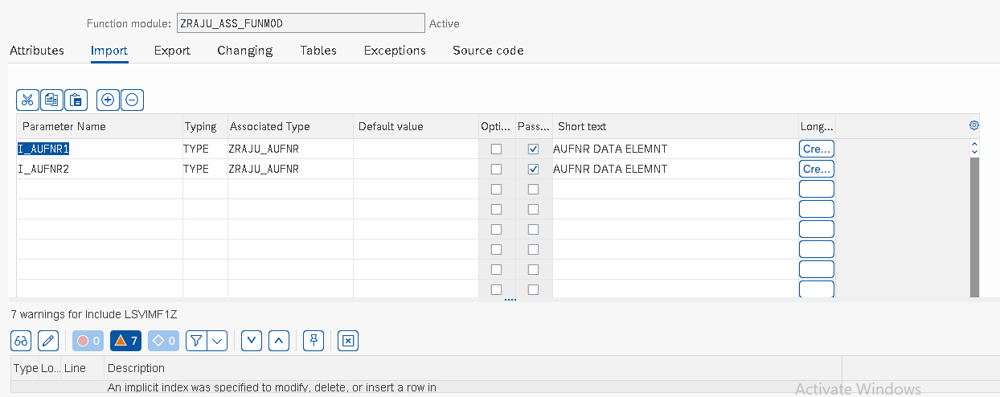 Function module: ZRAJU_ASS_FUNMOD Active
Attributes Import Export Changing Tables Exceptions Source code
Parameter Name Typing Associated Type Default value Opti... Pass... Short text Long...
I_AUFNR1 TYPE ZRAJU_AUFNR AUFNR DATA ELEMNT Cre...
I_AUFNR2 TYPE ZRAJU_AUFNR AUFNR DATA ELEMNT Cre...
7 warnings for Include LSVIMF1Z
0 7 0
Type Lo... Line Description
An implicit index was specified to modify, delete, or insert a row in
Activate Windows